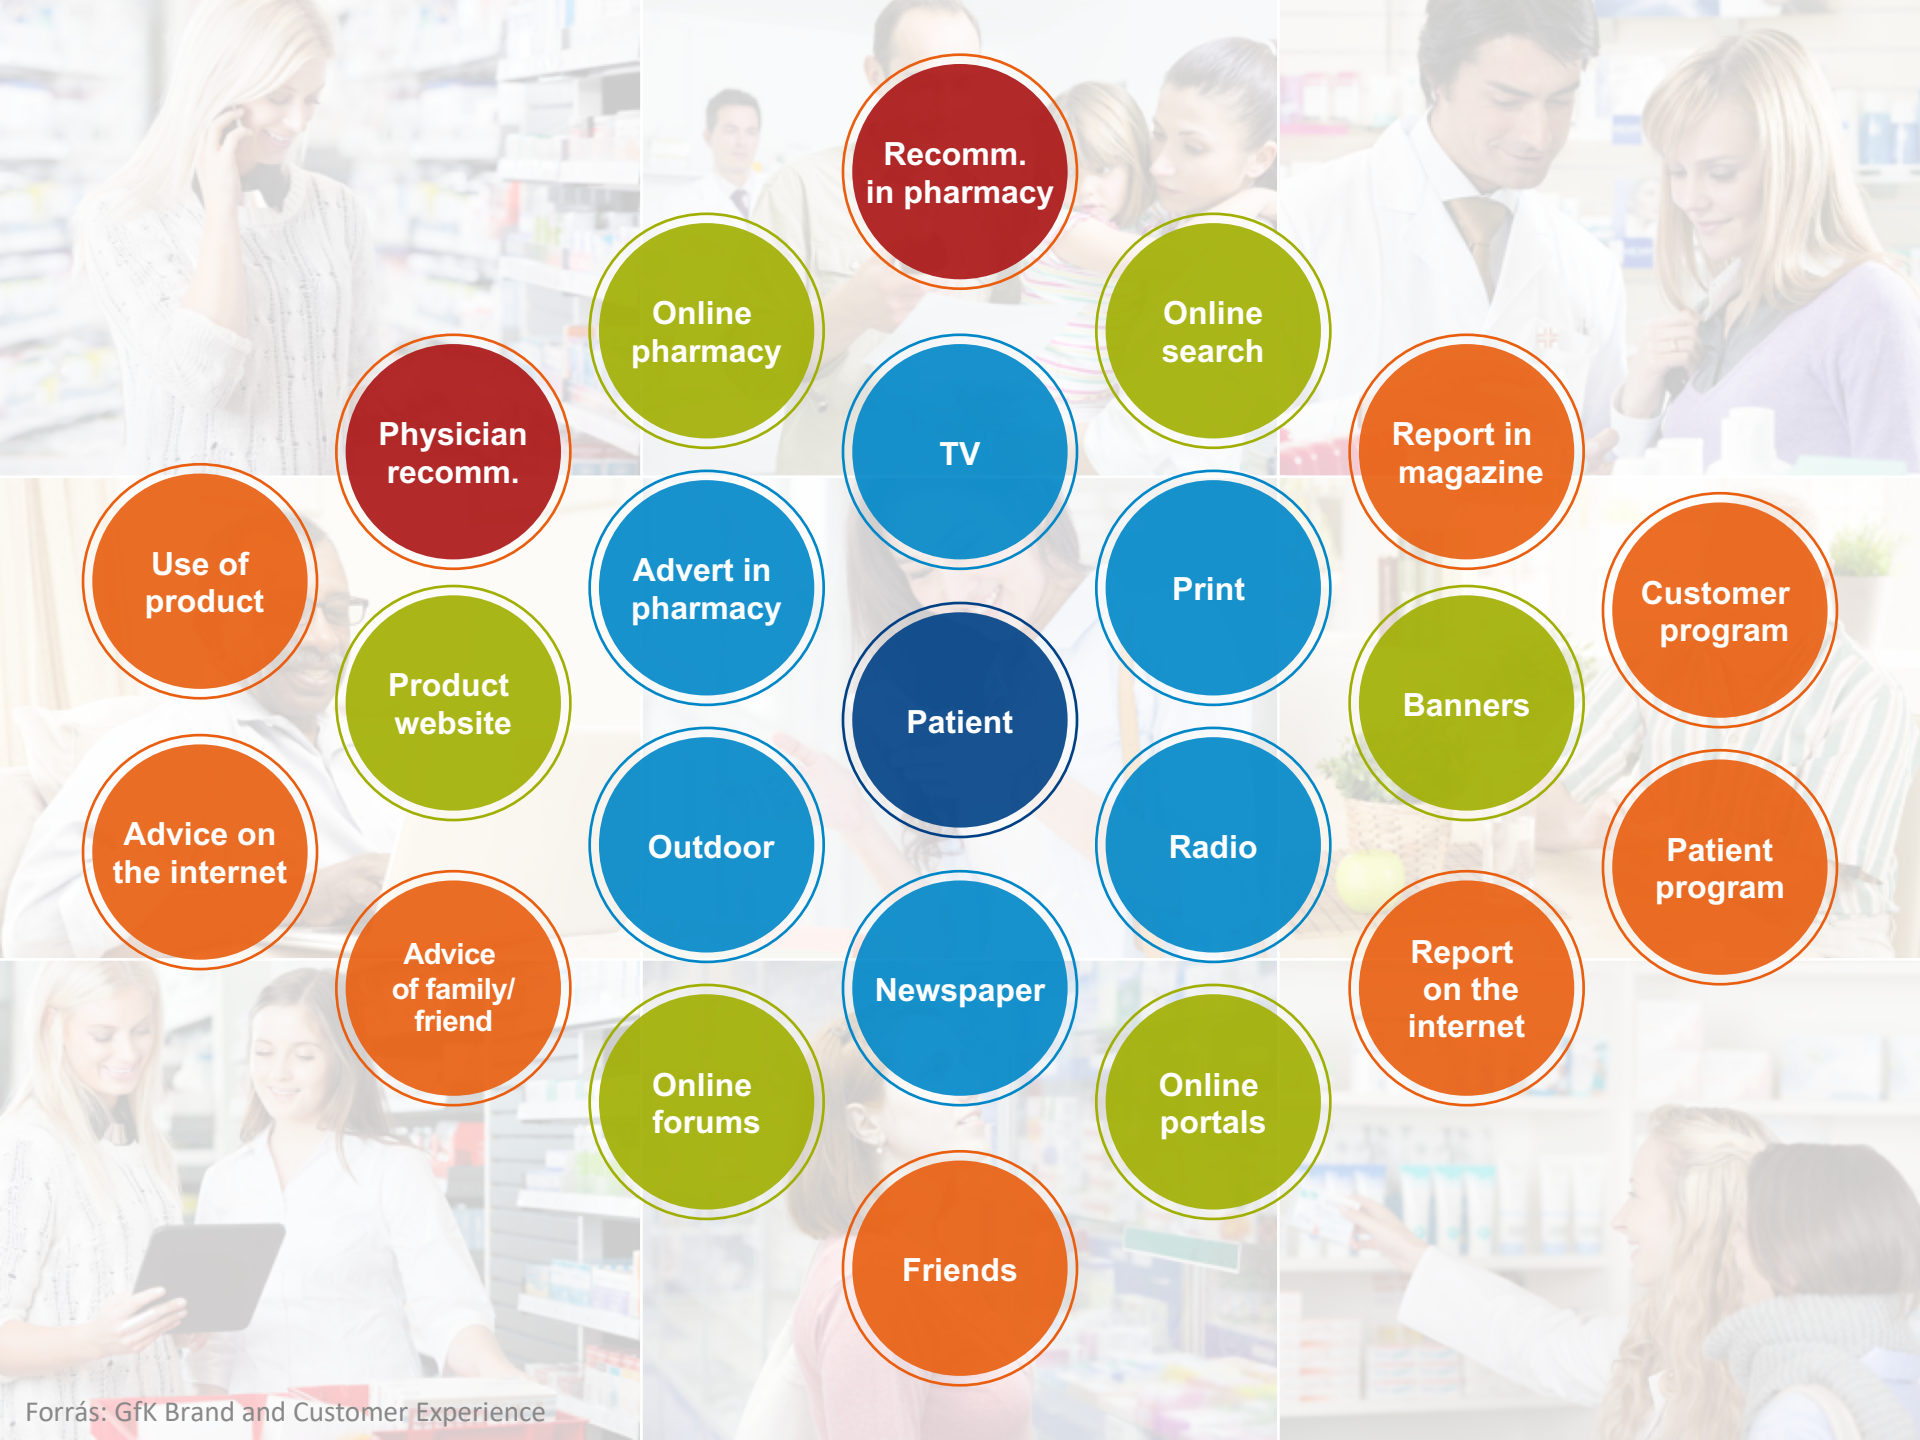 Recomm.
in pharmacy
Online
pharmacy
Online
search
Physician
recomm.
TV
Report in
magazine
Use of
product
Advert in
pharmacy
Print
Customer
program
Product
website
Patient
Banners
Advice on
the internet
Outdoor
Radio
Patient
program
Advice
of family/
friend
Newspaper
Report
on the
internet
Online
forums
Online
portals
Friends
Forrás: GfK Brand and Customer Experience